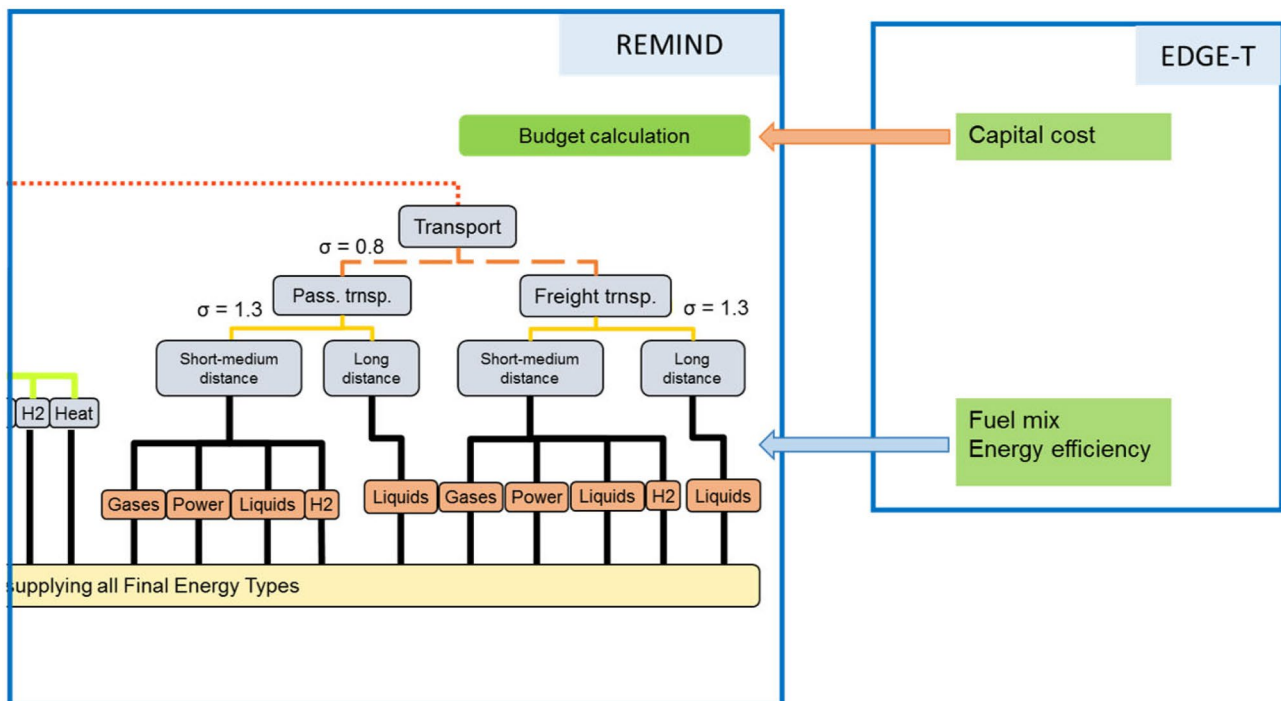 REMIND
EDGE-T
Budget calculation
Capital cost
Transport
σ = 0.8
Pass. trnsp.
Freight trnsp.
σ = 1.3
σ = 1.3
Short-medium
distance
Long
distance
Short-medium
distance
Long
distance
H2
Heat
Fuel mix
Energy efficiency
Gases
Power
Liquids
H2
Liquids
Gases
Power
Liquids
H2
Liquids
supplying all Final Energy Types